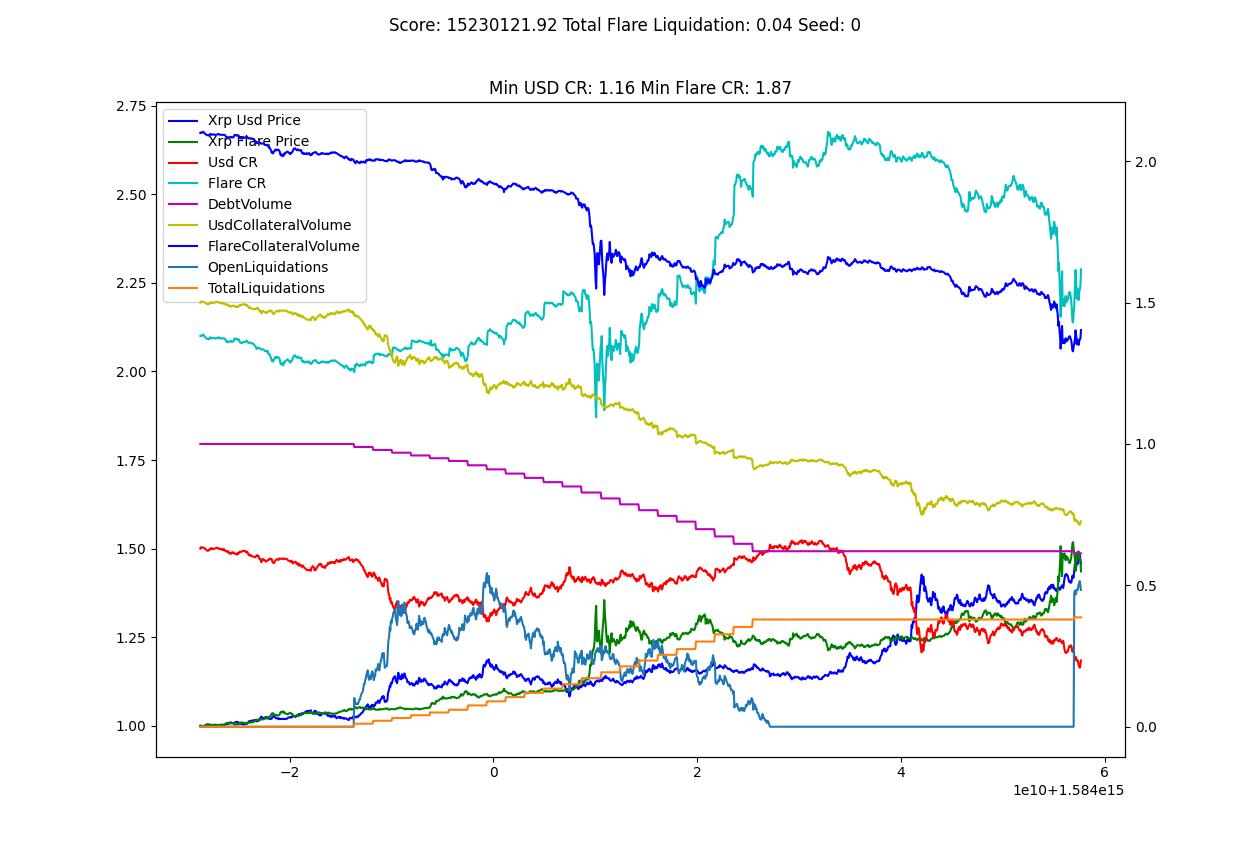 Score: 15230121.92 Total Flare Liquidation: 0.04 Seed: 0
Min USD CR: 1.16 Min Flare CR: 1.87
Xrp Usd Price
Xrp Flare Price
Usd CR
Flare CR
DebtVolume
UsdCollateralVolume
FlareCollateralVolume
OpenLiquidations
TotalLiquidations
2.75
2.50
2.25
2.00
1.75
1.50
1.25
1.00
2.0
1.5
1.0
0.5
0.0
−2 0 2 4 6
1e10+1.584e15